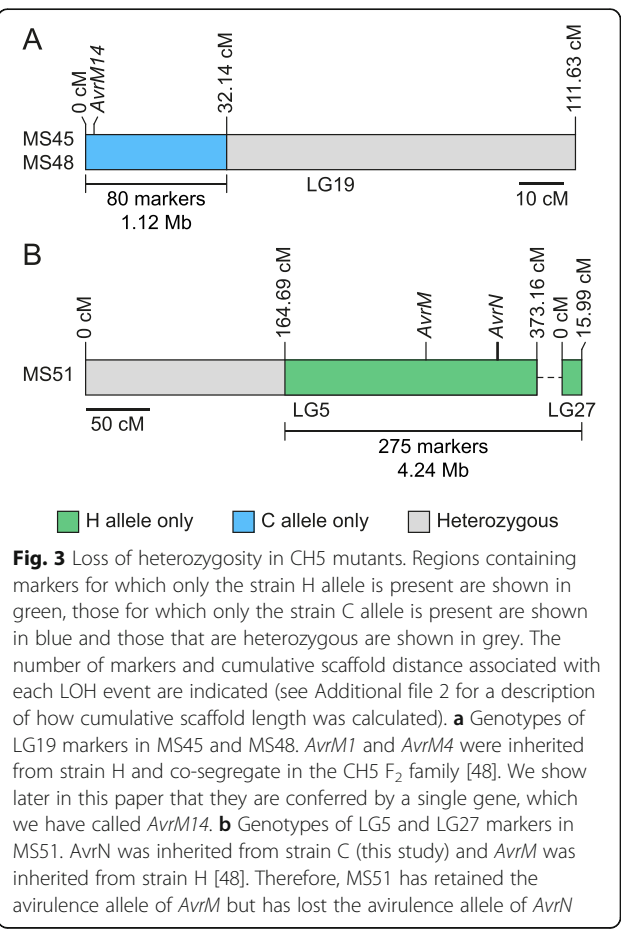 A
0 cM
AvrM14
32.14 cM
111.63 cM
MS45
MS48
80 markers
1.12 Mb
LG19
10 cM
B
0 cM
164.69 cM
AvrM
AvrN
373.16 cM
0 cM
15.99 cM
MS51
50 cM
LG5
LG27
275 markers
4.24 Mb
H allele only
C allele only
Heterozygous
Fig. 3 Loss of heterozygosity in CH5 mutants. Regions containing
markers for which only the strain H allele is present are shown in
green, those for which only the strain C allele is present are shown
in blue and those that are heterozygous are shown in grey. The
number of markers and cumulative scaffold distance associated with
each LOH event are indicated (see Additional file 2 for a description
of how cumulative scaffold length was calculated). a Genotypes of
LG19 markers in MS45 and MS48. AvrM1 and AvrM4 were inherited
from strain H and co-segregate in the CH5 F2 family [48]. We show
later in this paper that they are conferred by a single gene, which
we have called AvrM14. b Genotypes of LG5 and LG27 markers in
MS51. AvrN was inherited from strain C (this study) and AvrM was
inherited from strain H [48]. Therefore, MS51 has retained the
avirulence allele of AvrM but has lost the avirulence allele of AvrN